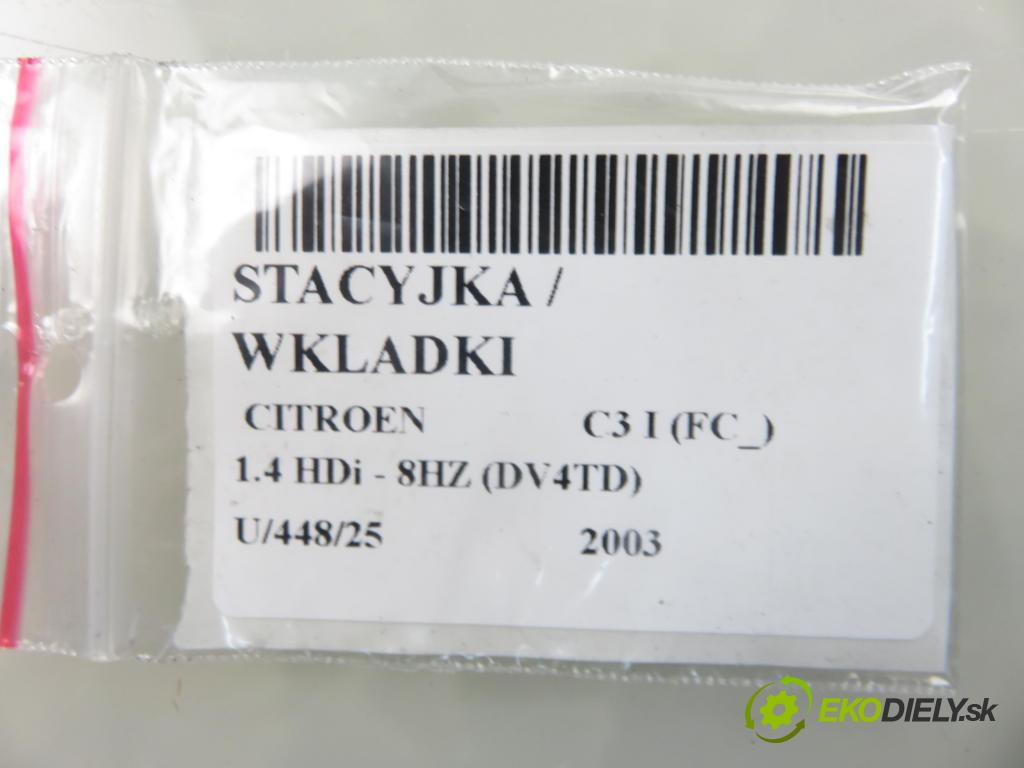 STACYJKA /
WKLADKI
CITROEN C3 I (FC_)
1.4 HDi - 8HZ (DV4TD)
U/448/25 2003
EKODIELY.sk